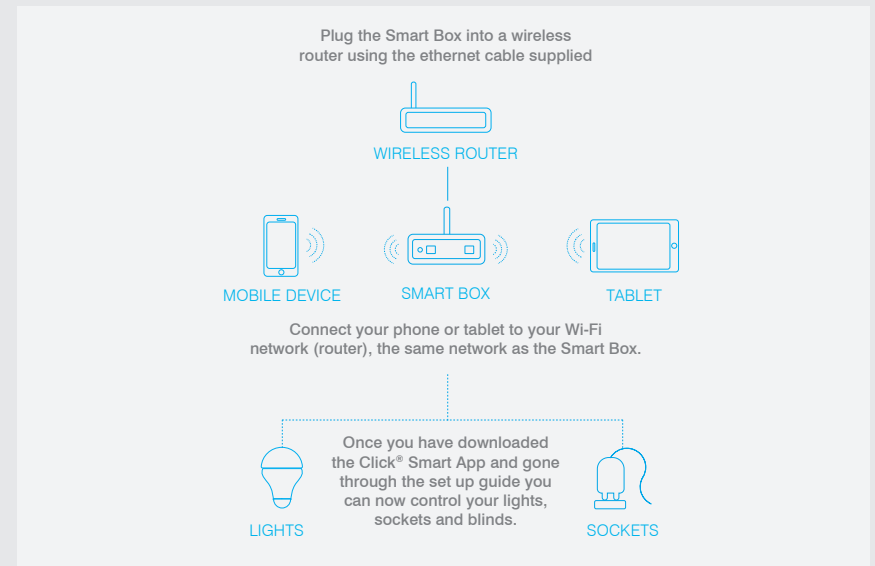 Plug the Smart Box into a wireless
router using the ethernet cable supplied
WIRELESS ROUTER
MOBILE DEVICE
SMART BOX
TABLET
Connect your phone or tablet to your Wi-Fi
network (router), the same network as the Smart Box.
Once you have downloaded
the Click® Smart App and gone
through the set up guide you
can now control your lights,
sockets and blinds.
LIGHTS
SOCKETS